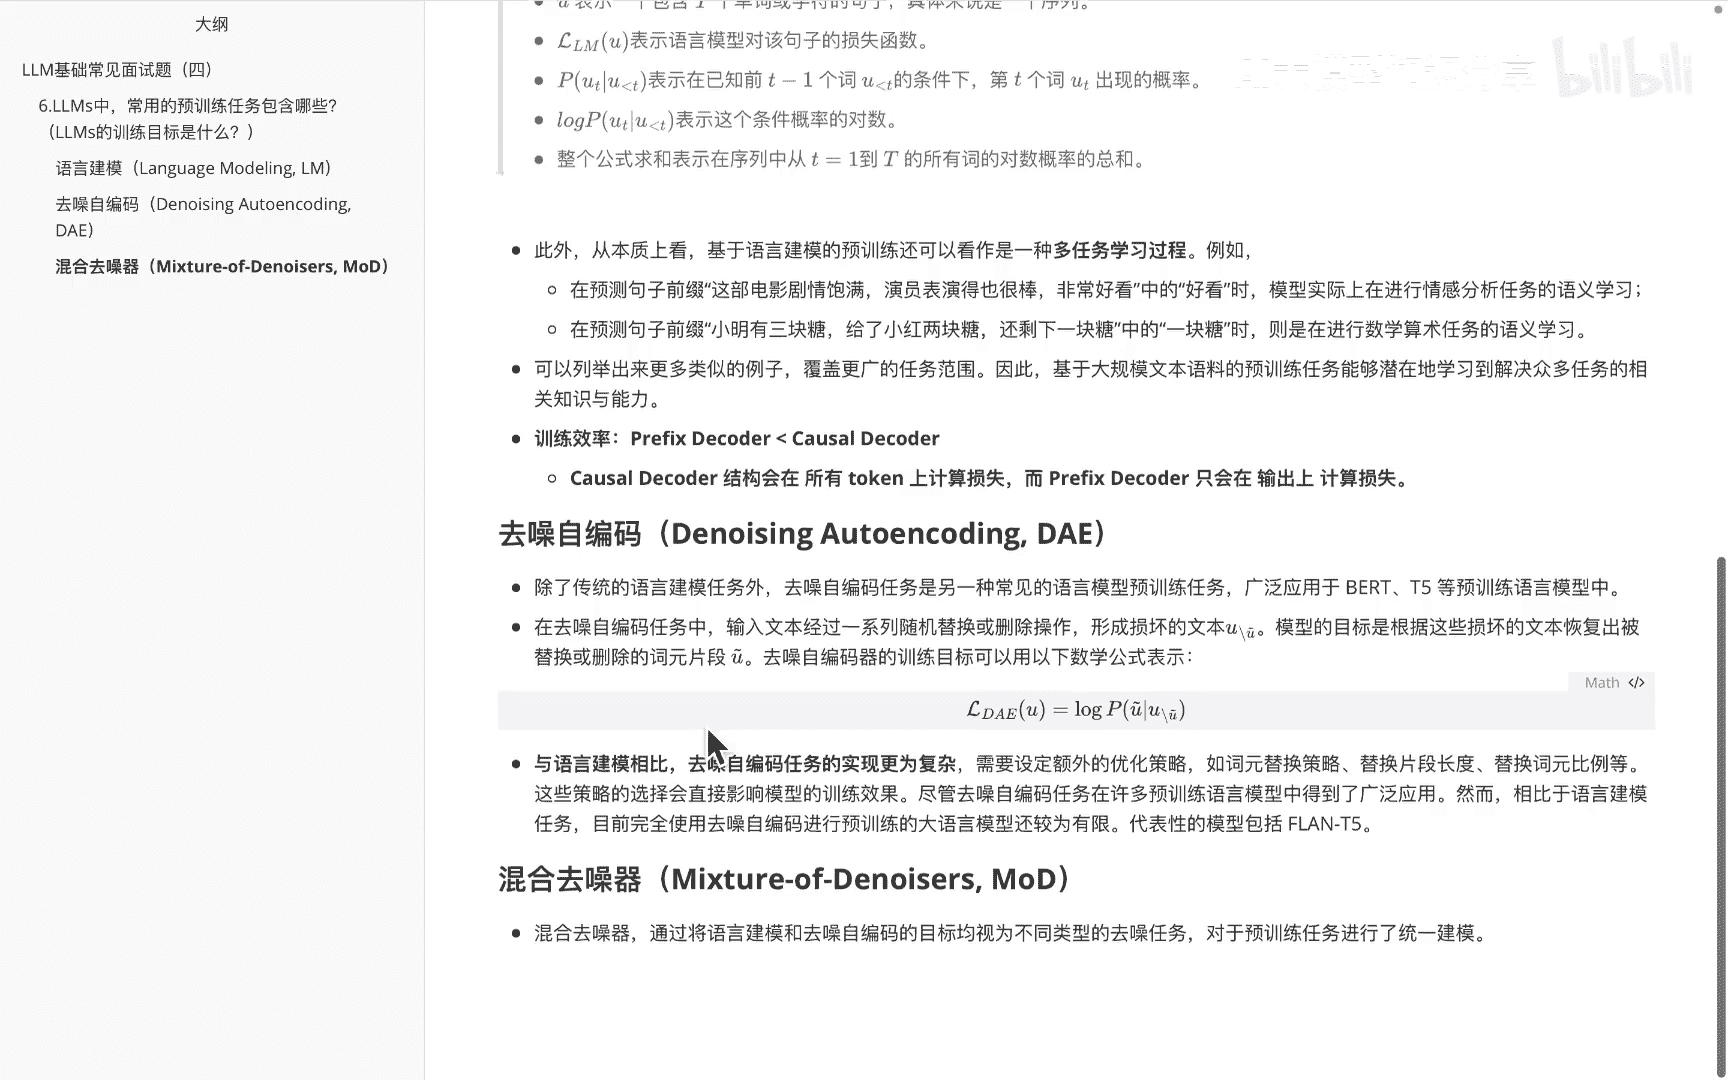 大纲
LLM基础常见面试题（四）
6.LLMs中，常用的预训练任务包含哪些？
（LLMs的训练目标是什么？）
语言建模（Language Modeling, LM）
去噪自编码（Denoising Autoencoding,
DAE）
混合去噪器（Mixture-of-Denoisers, MoD）
u 表示一个包含 T 个单词或字符的句子，具体来说是一个序列。
ℒ_{LM}(u)表示语言模型对该句子的损失函数。
P(u_t|u_{<t})表示在已知前 t − 1 个词 u_{<t}的条件下，第 t 个词 u_t 出现的概率。
logP(u_t|u_{<t})表示这个条件概率的对数。
整个公式求和表示在序列中从 t = 1到 T 的所有词的对数概率的总和。
bilibili
此外，从本质上看，基于语言建模的预训练还可以看作是一种多任务学习过程。例如，
在预测句子前缀“这部电影剧情饱满，演员表演得也很棒，非常好看”中的“好看”时，模型实际上在进行情感分析任务的语义学习；
在预测句子前缀“小明有三块糖，给了小红两块糖，还剩下一块糖”中的“一块糖”时，则是在进行数学算术任务的语义学习。
可以列举出来更多类似的例子，覆盖更广的任务范围。因此，基于大规模文本语料的预训练任务能够潜在地学习到解决众多任务的相
关知识与能力。
训练效率：Prefix Decoder < Causal Decoder
Causal Decoder 结构会在 所有 token 上计算损失，而 Prefix Decoder 只会在 输出上 计算损失。
去噪自编码（Denoising Autoencoding, DAE）
除了传统的语言建模任务外，去噪自编码任务是另一种常见的语言模型预训练任务，广泛应用于 BERT、T5 等预训练语言模型中。
在去噪自编码任务中，输入文本经过一系列随机替换或删除操作，形成损坏的文本u_{\ũ}。模型的目标是根据这些损坏的文本恢复出被
替换或删除的词元片段 ũ。去噪自编码器的训练目标可以用以下数学公式表示：
Math </>
ℒ_{DAE}(u) = log P(ũ|u_{\ũ})
与语言建模相比，去噪自编码任务的实现更为复杂，需要设定额外的优化策略，如词元替换策略、替换片段长度、替换词元比例等。
这些策略的选择会直接影响模型的训练效果。尽管去噪自编码任务在许多预训练语言模型中得到了广泛应用。然而，相比于语言建模
任务，目前完全使用去噪自编码进行预训练的大语言模型还较为有限。代表性的模型包括 FLAN-T5。
混合去噪器（Mixture-of-Denoisers, MoD）
混合去噪器，通过将语言建模和去噪自编码的目标均视为不同类型的去噪任务，对于预训练任务进行了统一建模。